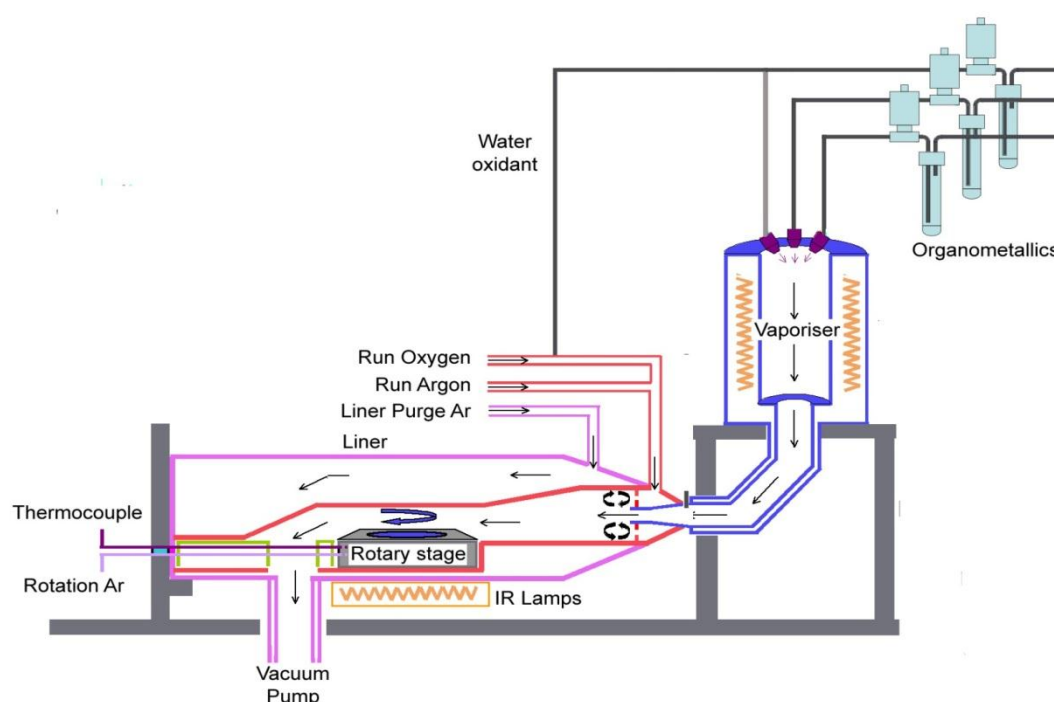 Water
oxidant
Organometallics
Vaporiser
Run Oxygen
Run Argon
Liner Purge Ar
Liner
Thermocouple
Rotary stage
Rotation Ar
IR Lamps
Vacuum
Pump